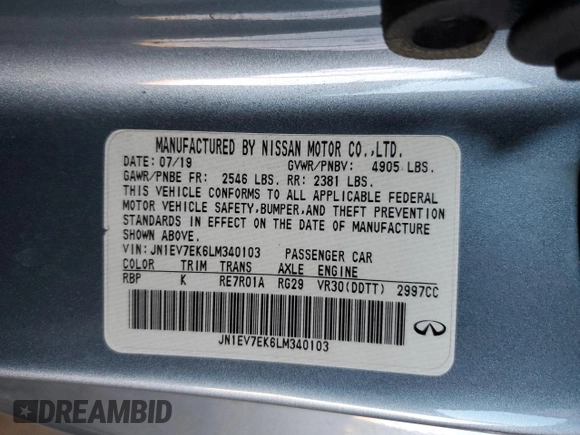 MANUFACTURED BY NISSAN MOTOR CO.,LTD.
DATE: 07/19 GVWR/PNBV: 4905 LBS.
GAWR/PNBE FR: 2546 LBS. RR: 2381 LBS.
THIS VEHICLE CONFORMS TO ALL APPLICABLE FEDERAL
MOTOR VEHICLE SAFETY,BUMPER,AND THEFT PREVENTION
STANDARDS IN EFFECT ON THE DATE OF MANUFACTURE
SHOWN ABOVE.
VIN: JN1EV7EK6LM340103 PASSENGER CAR
COLOR TRIM TRANS AXLE ENGINE
RBP K RE7R01A RG29 VR30(DDTT) 2997CC
JN1EV7EK6LM340103
DREAMBID